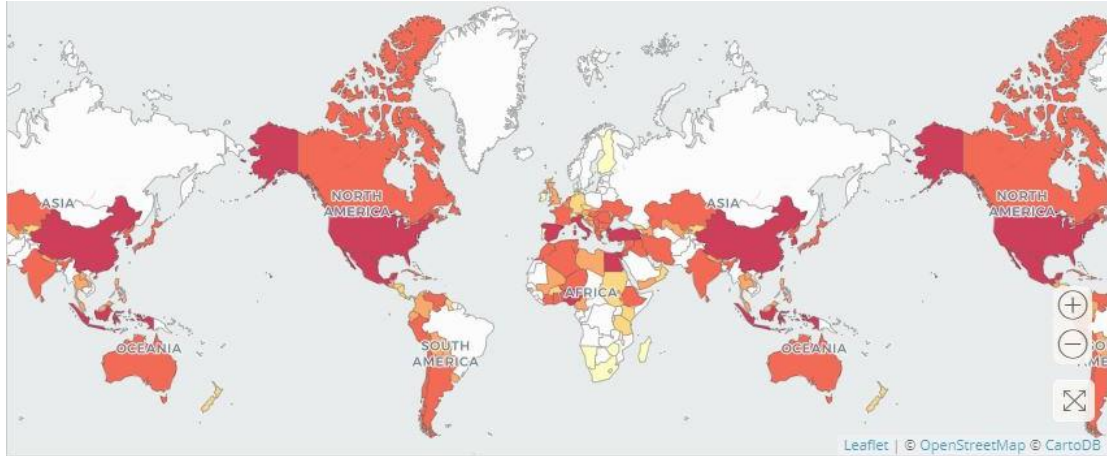 ASIA
NORTH
AMERICA
ASIA
NORTH
AMERICA
AFRICA
OCEANIA
SOUTH
AMERICA
OCEANIA
Leaflet | © OpenStreetMap © CartoDB